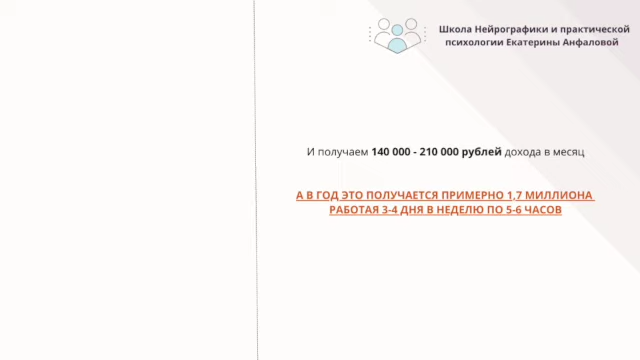 Школа Нейрографики и практической
психологии Екатерины Анфаловой
И получаем 140 000 - 210 000 рублей дохода в месяц
А В ГОД ЭТО ПОЛУЧАЕТСЯ ПРИМЕРНО 1,7 МИЛЛИОНА
РАБОТАЯ 3-4 ДНЯ В НЕДЕЛЮ ПО 5-6 ЧАСОВ